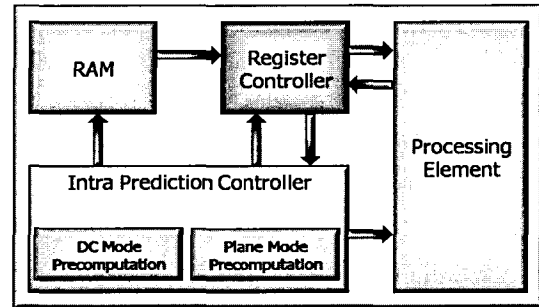 RAM
Register
Controller
Processing
Element
Intra Prediction Controller
DC Mode
Precomputation
Plane Mode
Precomputation